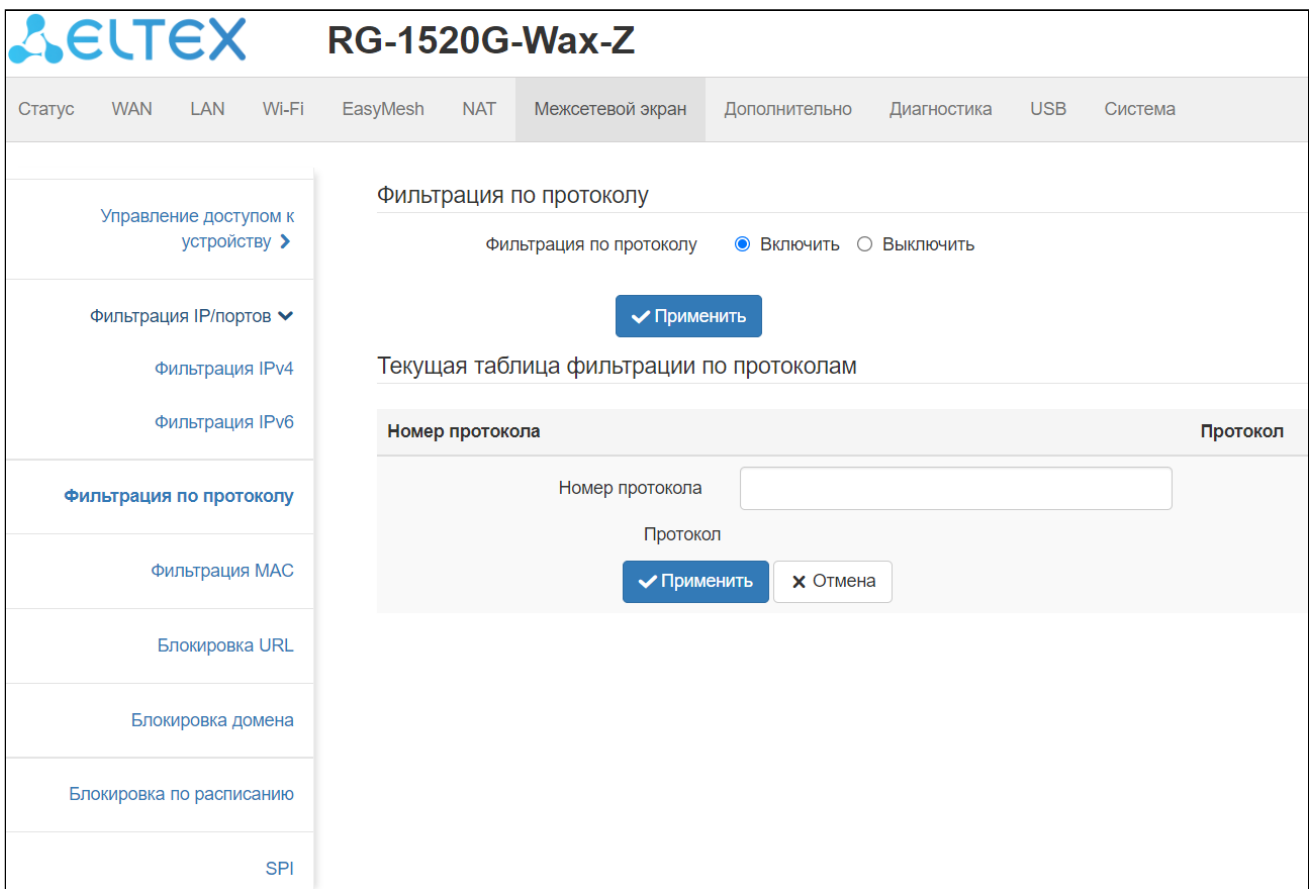 ELTEX RG-1520G-Wax-Z
Статус WAN LAN Wi-Fi EasyMesh NAT Межсетевой экран Дополнительно Диагностика USB Система
Управление доступом к
устройству
Фильтрация IP/портов
Фильтрация IPv4
Фильтрация IPv6
Фильтрация по протоколу
Фильтрация MAC
Блокировка URL
Блокировка домена
Блокировка по расписанию
SPI
Фильтрация по протоколу
Фильтрация по протоколу Включить Выключить
Применить
Текущая таблица фильтрации по протоколам
Номер протокола Протокол
Номер протокола
Протокол
Применить Отмена